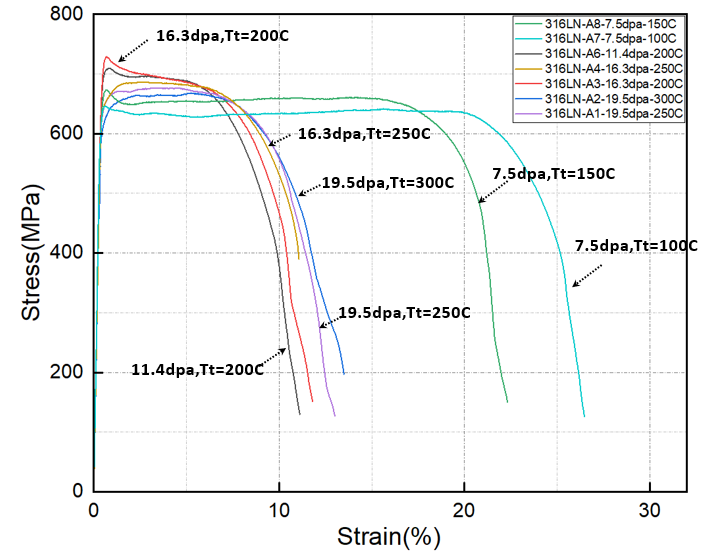 800
600
400
200
0
0
10
20
30
Stress(MPa)
Strain(%)
316LN-A8-7.5dpa-150C
316LN-A7-7.5dpa-100C
316LN-A6-11.4dpa-200C
316LN-A4-16.3dpa-250C
316LN-A3-16.3dpa-200C
316LN-A2-19.5dpa-300C
316LN-A1-19.5dpa-250C
16.3dpa,Tt=200C
16.3dpa,Tt=250C
19.5dpa,Tt=300C
7.5dpa,Tt=150C
7.5dpa,Tt=100C
19.5dpa,Tt=250C
11.4dpa,Tt=200C